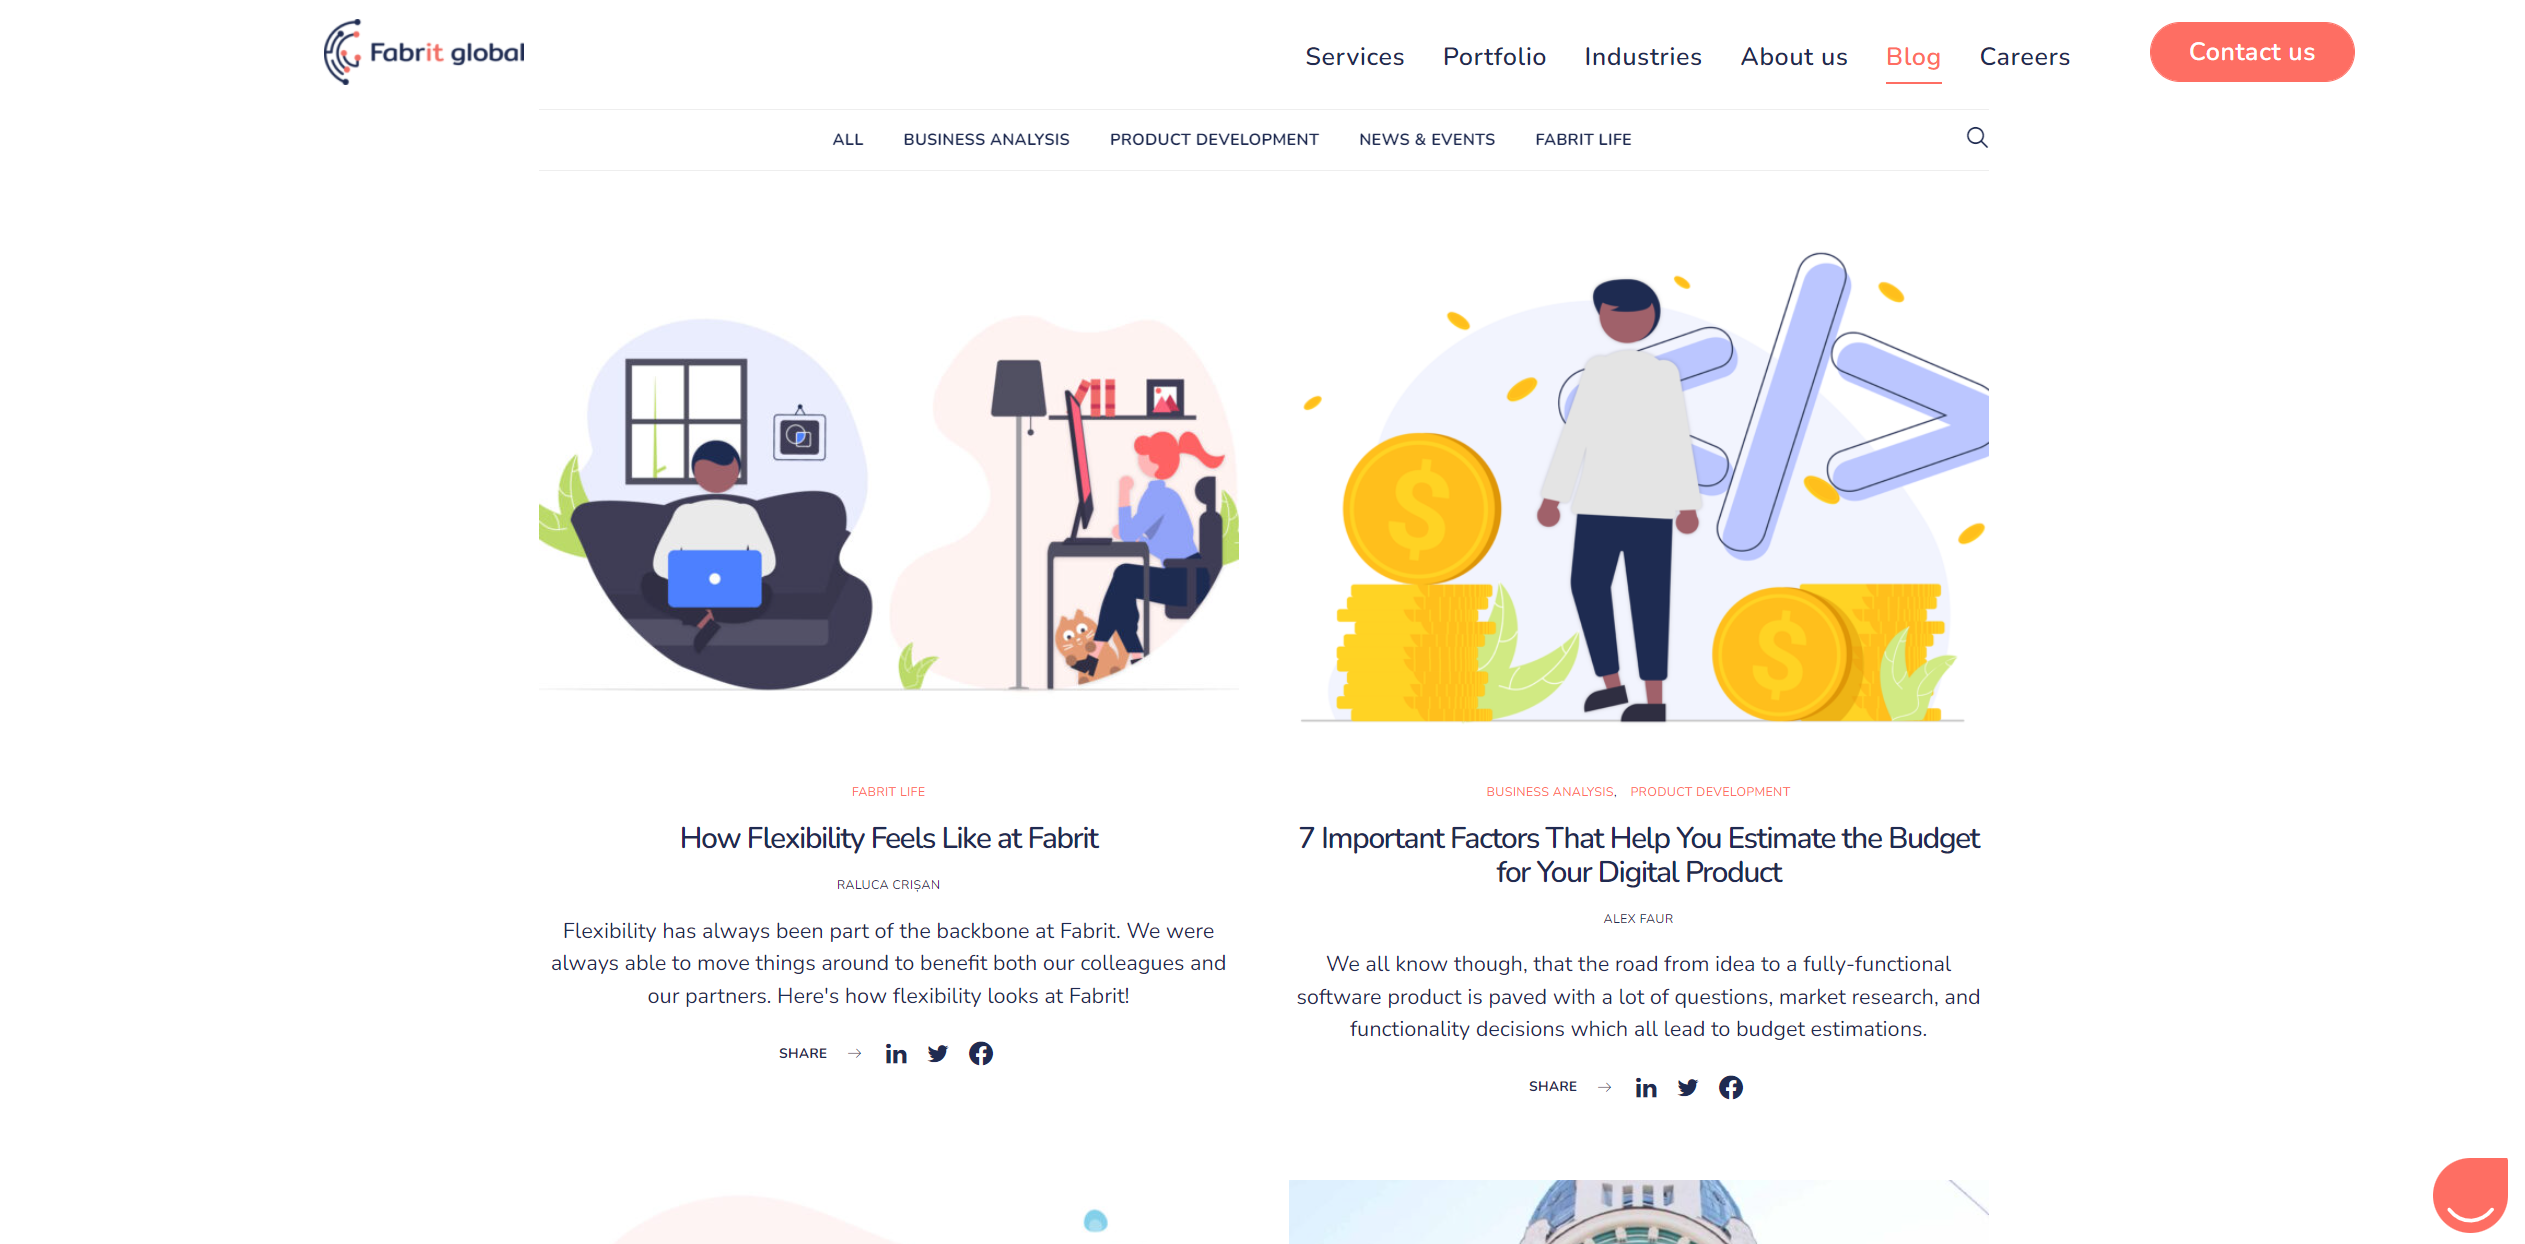 Fabrit global
Services Portfolio Industries About us Blog Careers Contact us
ALL BUSINESS ANALYSIS PRODUCT DEVELOPMENT NEWS & EVENTS FABRIT LIFE
FABRIT LIFE
How Flexibility Feels Like at Fabrit
RALUCA CRIȘAN
Flexibility has always been part of the backbone at Fabrit. We were
always able to move things around to benefit both our colleagues and
our partners. Here's how flexibility looks at Fabrit!
SHARE
BUSINESS ANALYSIS, PRODUCT DEVELOPMENT
7 Important Factors That Help You Estimate the Budget
for Your Digital Product
ALEX FAUR
We all know though, that the road from idea to a fully-functional
software product is paved with a lot of questions, market research, and
functionality decisions which all lead to budget estimations.
SHARE